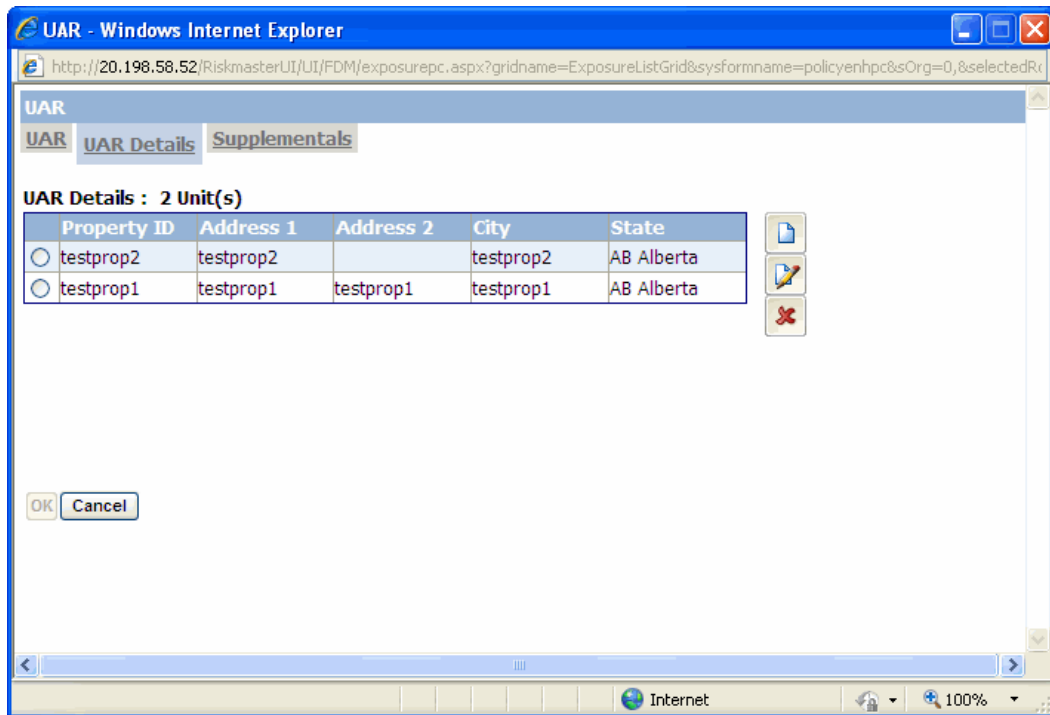 UAR - Windows Internet Explorer
http://20.198.58.52/RiskmasterUI/UI/FDM/exposurepc.aspx?gridname=ExposureListGrid&sysformname=policyenhpc&sOrg=0,&selectedRo
UAR
UAR UAR Details Supplementals
UAR Details : 2 Unit(s)
Property ID Address 1 Address 2 City State
testprop2 testprop2 testprop2 AB Alberta
testprop1 testprop1 testprop1 testprop1 AB Alberta
OK Cancel
Internet 100%